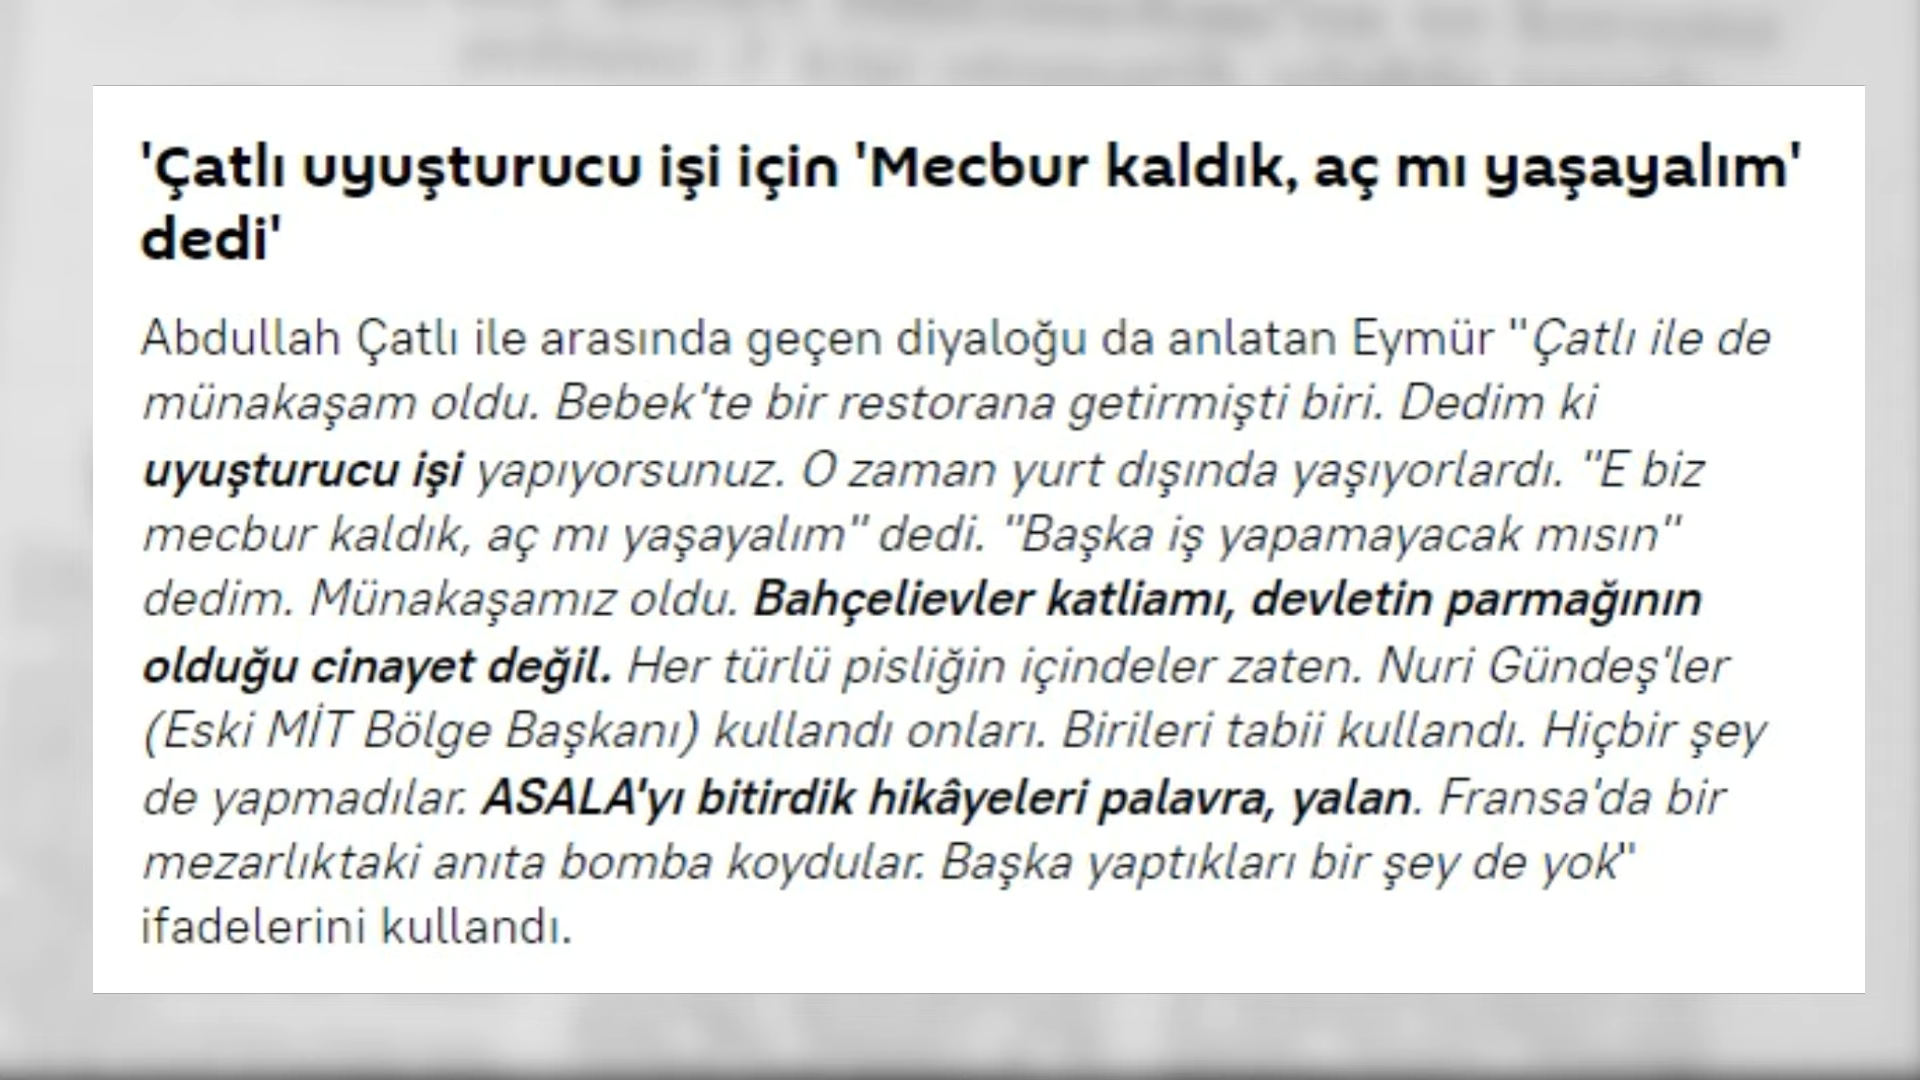 'Çatlı uyuşturucu işi için 'Mecbur kaldık, aç mı yaşayalım'
dedi'
Abdullah Çatlı ile arasında geçen diyaloğu da anlatan Eymür "Çatlı ile de
münakaşam oldu. Bebek'te bir restorana getirmişti biri. Dedim ki
uyuşturucu işi yapıyorsunuz. O zaman yurt dışında yaşıyorlardı. "E biz
mecbur kaldık, aç mı yaşayalım" dedi. "Başka iş yapamayacak mısın"
dedim. Münakaşamız oldu. Bahçelievler katliamı, devletin parmağının
olduğu cinayet değil. Her türlü pisliğin içindeler zaten. Nuri Gündeş'ler
(Eski MİT Bölge Başkanı) kullandı onları. Birileri tabii kullandı. Hiçbir şey
de yapmadılar. ASALA'yı bitirdik hikâyeleri palavra, yalan. Fransa'da bir
mezarlıktaki anıta bomba koydular. Başka yaptıkları bir şey de yok"
ifadelerini kullandı.